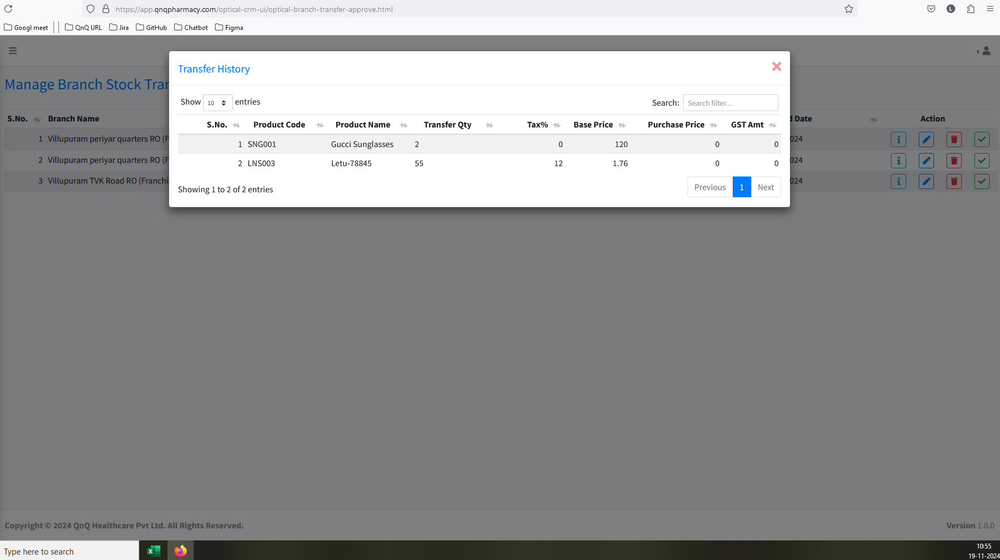 https://app.qnqpharmacy.com/optical-crm-ui/optical-branch-transfer-approve.html
L
Googl meet QnQ URL Jira GitHub Chatbot Figma
Transfer History
Manage Branch Stock Tran
Show 10 entries Search: Search filter...
S.No. Branch Name d Date Action
S.No. Product Code Product Name Transfer Qty Tax% Base Price Purchase Price GST Amt
1 Villupuram periyar quarters RO (F 024
1 SNG001 Gucci Sunglasses 2 0 120 0 0
2 Villupuram periyar quarters RO (F 024
2 LNS003 Letu-78845 55 12 1.76 0 0
3 Villupuram TVK Road RO (Franchis 024
Showing 1 to 2 of 2 entries Previous 1 Next
Copyright © 2024 QnQ Healthcare Pvt Ltd. All Rights Reserved. Version 1.0.0
Type here to search
10:55
19-11-2024